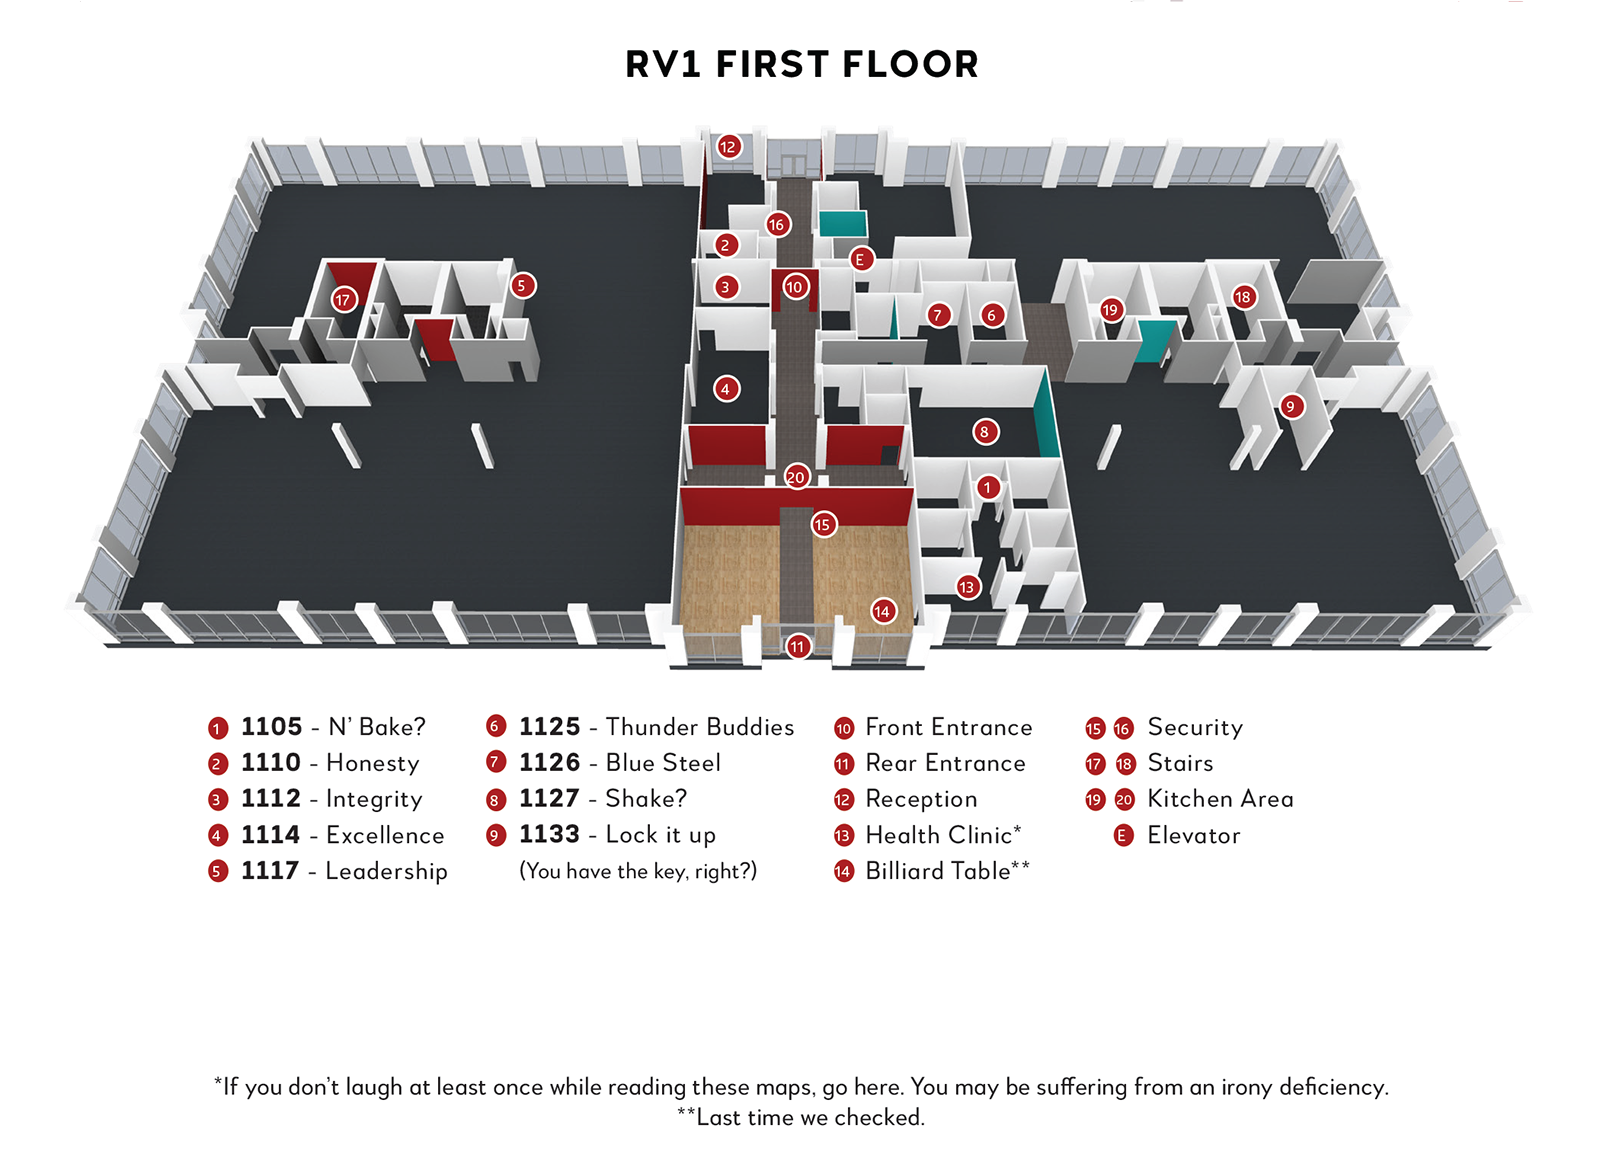 RV1 FIRST FLOOR
12
16
2
E
3
10
5
17
7
6
19
18
4
9
8
20
1
15
13
14
11
1 1105 - N' Bake?
2 1110 - Honesty
3 1112 - Integrity
4 1114 - Excellence
5 1117 - Leadership
6 1125 - Thunder Buddies
7 1126 - Blue Steel
8 1127 - Shake?
9 1133 - Lock it up
(You have the key, right?)
10 Front Entrance
11 Rear Entrance
12 Reception
13 Health Clinic*
14 Billiard Table**
15 16 Security
17 18 Stairs
19 20 Kitchen Area
E Elevator
*If you don't laugh at least once while reading these maps, go here. You may be suffering from an irony deficiency.
**Last time we checked.